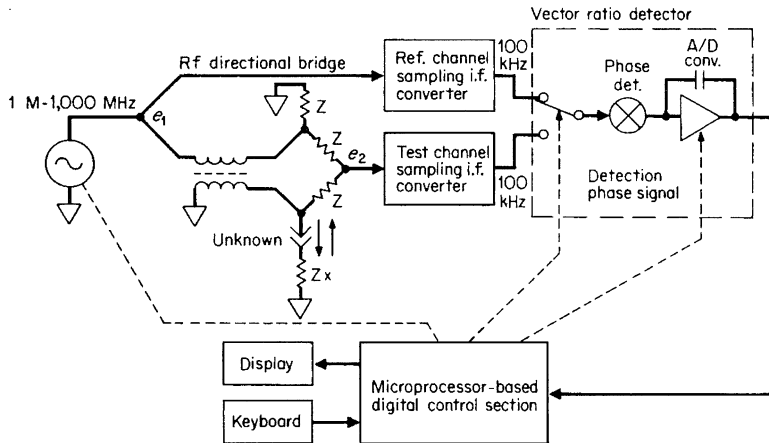 Vector ratio detector
Rf directional bridge
1 M-1,000 MHz
e1
Ref. channel
sampling i.f.
converter
100
kHz
A/D
conv.
Phase
det.
Z
Z
e2
Z
Test channel
sampling i.f.
converter
100
kHz
Detection
phase signal
Unknown
Zx
Display
Keyboard
Microprocessor-based
digital control section